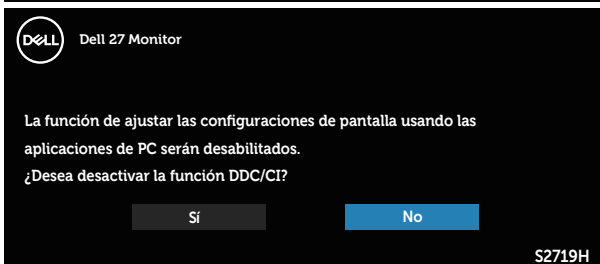 DELL
Dell 27 Monitor
La función de ajustar las configuraciones de pantalla usando las
aplicaciones de PC serán desabilitados.
¿Desea desactivar la función DDC/CI?
Sí
No
S2719H